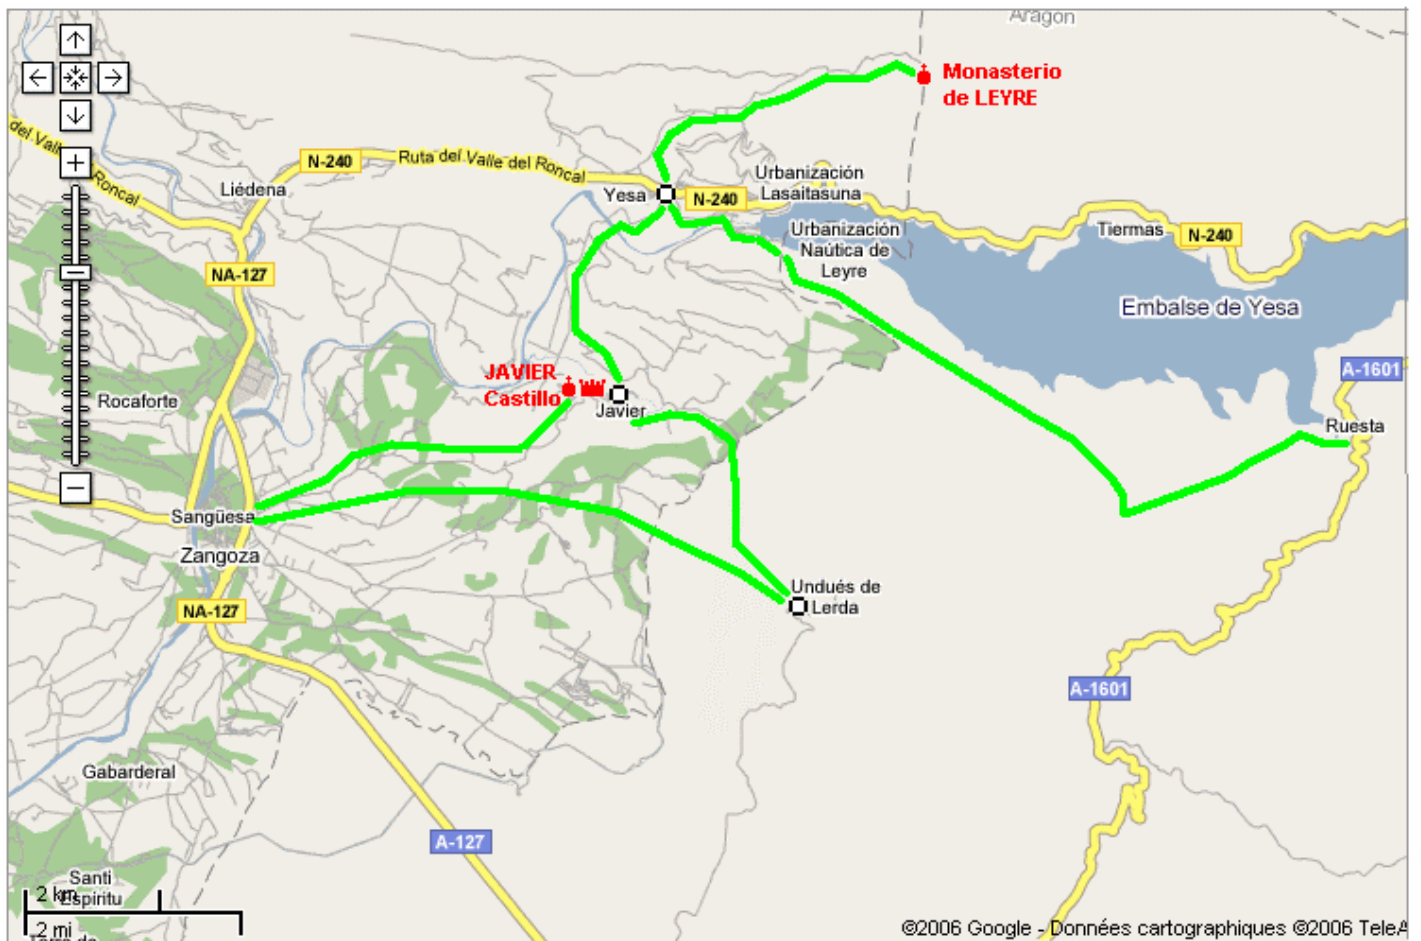 Aragón
Monasterio
de LEYRE
del Valle
Roncal
N-240
Ruta del Valle del Roncal
Liédena
Yesa
N-240
Urbanización
Lasaitasuna
Urbanización
Naútica de
Leyre
Tiermas
N-240
NA-127
Embalse de Yesa
A-1601
JAVIER
Castillo
Javier
Rocaforte
Ruesta
Sangüesa
Zangoza
Undués de
Lerda
NA-127
A-1601
Gabarderal
A-127
Santi
Espiritu
2 km
2 mi
©2006 Google - Données cartographiques ©2006 TeleA